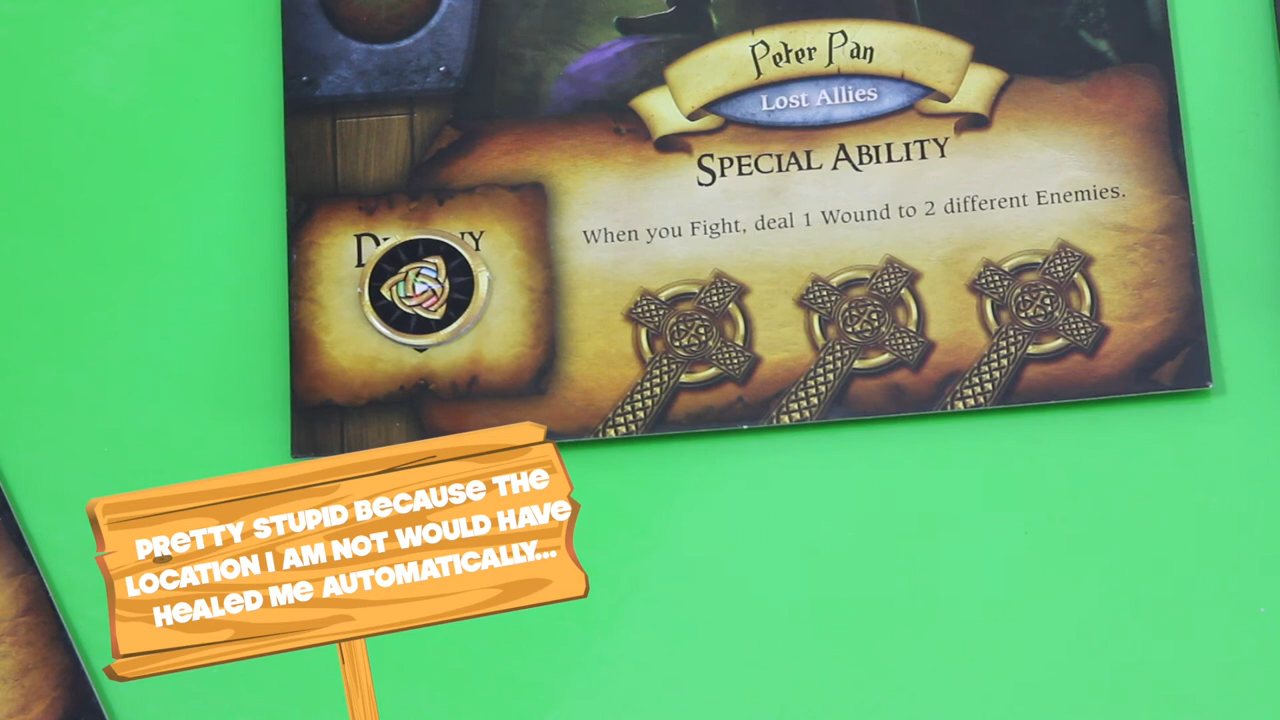 Peter Pan
Lost Allies
Special Ability
When you Fight, deal 1 Wound to 2 different Enemies.
PRETTY STUPID BECAUSE THE
LOCATION I AM NOT WOULD HAVE
HEALED ME AUTOMATICALLY...